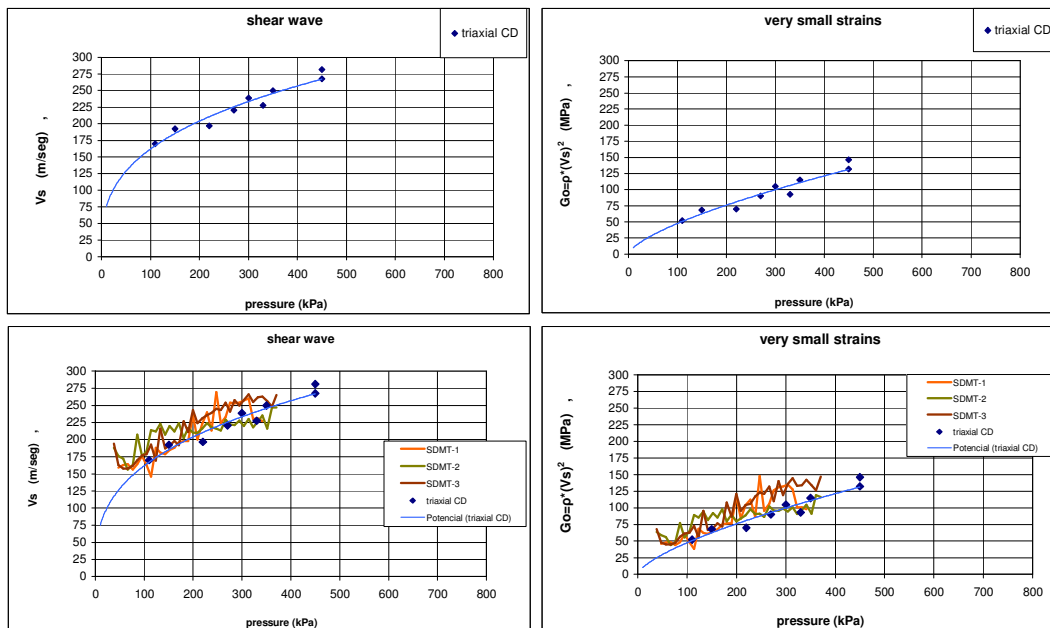 shear wave
triaxial CD
Vs (m/seg) ,
300
275
250
225
200
175
150
125
100
75
50
25
0
0 100 200 300 400 500 600 700 800
pressure (kPa)
very small strains
triaxial CD
Go=ρ*(Vs)² (MPa) ,
300
275
250
225
200
175
150
125
100
75
50
25
0
0 100 200 300 400 500 600 700 800
pressure (kPa)
shear wave
Vs (m/seg) ,
300
275
250
225
200
175
150
125
100
75
50
25
0
SDMT-1
SDMT-2
SDMT-3
triaxial CD
Potencial (triaxial CD)
0 100 200 300 400 500 600 700 800
pressure (kPa)
very small strains
Go=ρ*(Vs)² (MPa) ,
300
275
250
225
200
175
150
125
100
75
50
25
0
SDMT-1
SDMT-2
SDMT-3
triaxial CD
Potencial (triaxial CD)
0 100 200 300 400 500 600 700 800
pressure (kPa)